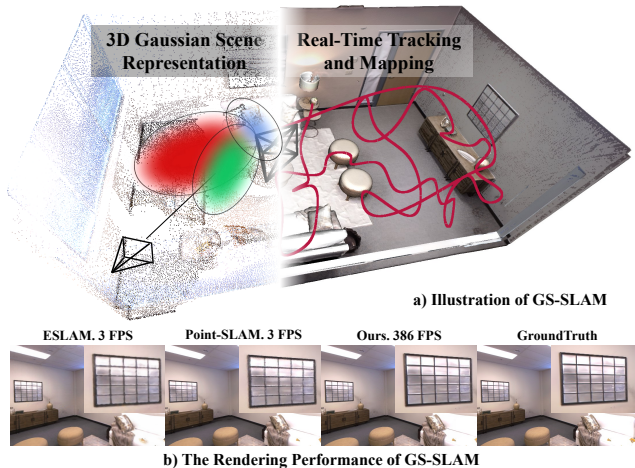 3D Gaussian Scene
Representation
Real-Time Tracking
and Mapping
a) Illustration of GS-SLAM
ESLAM. 3 FPS
Point-SLAM. 3 FPS
Ours. 386 FPS
GroundTruth
b) The Rendering Performance of GS-SLAM